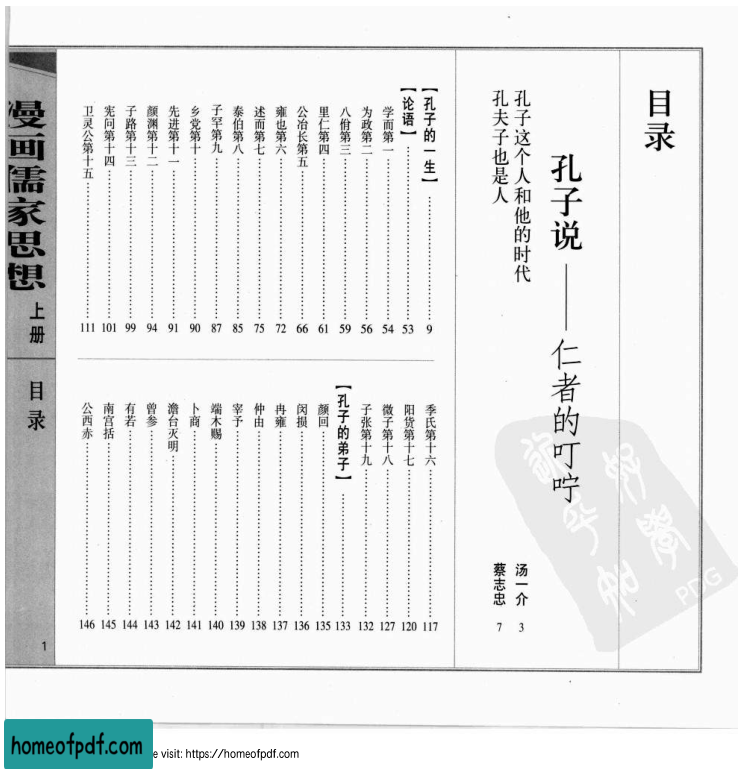 目录
孔子说——仁者的叮咛
孔子这个人和他的时代 汤一介 3
孔夫子也是人 蔡志忠 7
【孔子的一生】 9
【论语】 53
学而第一 54
为政第二 56
八佾第三 59
里仁第四 61
公冶长第五 66
雍也第六 72
述而第七 75
泰伯第八 85
子罕第九 87
乡党第十 90
先进第十一 91
颜渊第十二 94
子路第十三 99
宪问第十四 101
卫灵公第十五 111
季氏第十六 117
阳货第十七 120
微子第十八 127
子张第十九 132
【孔子的弟子】 133
颜回 135
闵损 136
冉雍 137
仲由 138
宰予 139
端木赐 140
卜商 141
澹台灭明 142
曾参 143
有若 144
南宫括 145
公西赤 146
漫画儒家思想
上册
目录
1
PDG
homeofpdf.com
e visit: https://homeofpdf.com